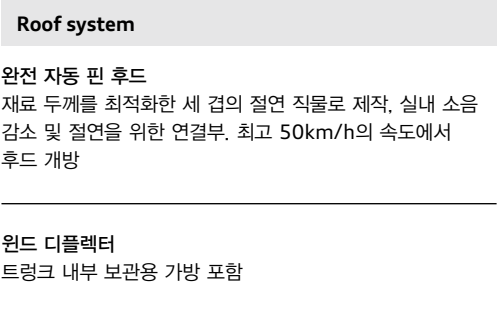 Roof system
완전 자동 핀 후드
재료 두께를 최적화한 세 겹의 절연 직물로 제작, 실내 소음
감소 및 절연을 위한 연결부. 최고 50km/h의 속도에서
후드 개방
윈드 디플렉터
트렁크 내부 보관용 가방 포함